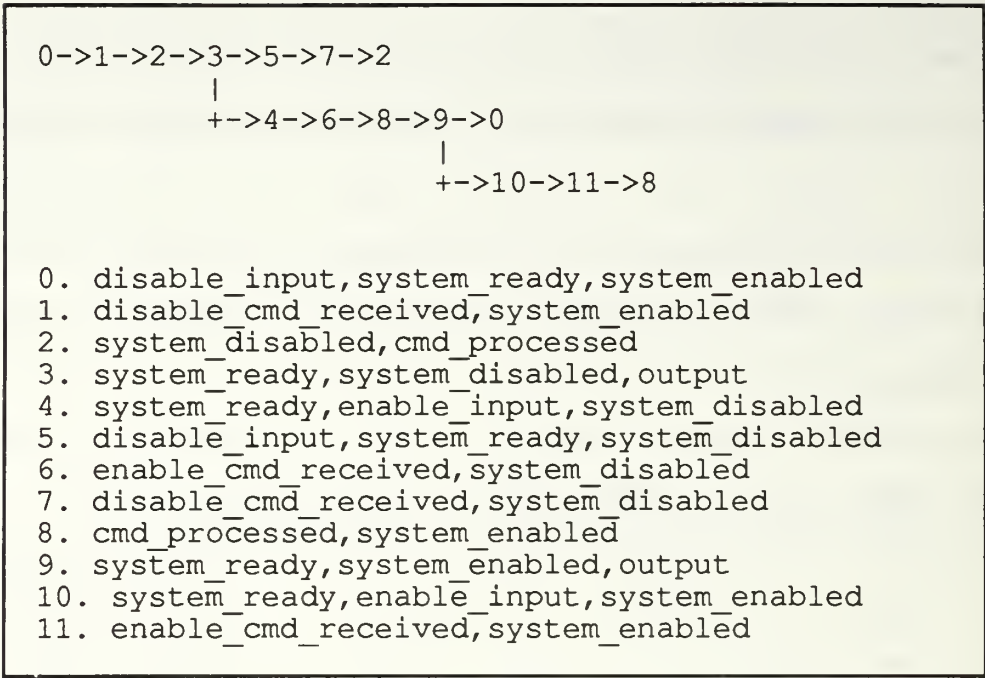 0->1->2->3->5->7->2
|
+->4->6->8->9->0
|
+->10->11->8
0. disable_input,system_ready,system_enabled
1. disable_cmd_received,system_enabled
2. system_disabled,cmd_processed
3. system_ready,system_disabled,output
4. system_ready,enable_input,system_disabled
5. disable_input,system_ready,system_disabled
6. enable_cmd_received,system_disabled
7. disable_cmd_received,system_disabled
8. cmd_processed,system_enabled
9. system_ready,system_enabled,output
10. system_ready,enable_input,system_enabled
11. enable_cmd_received,system_enabled